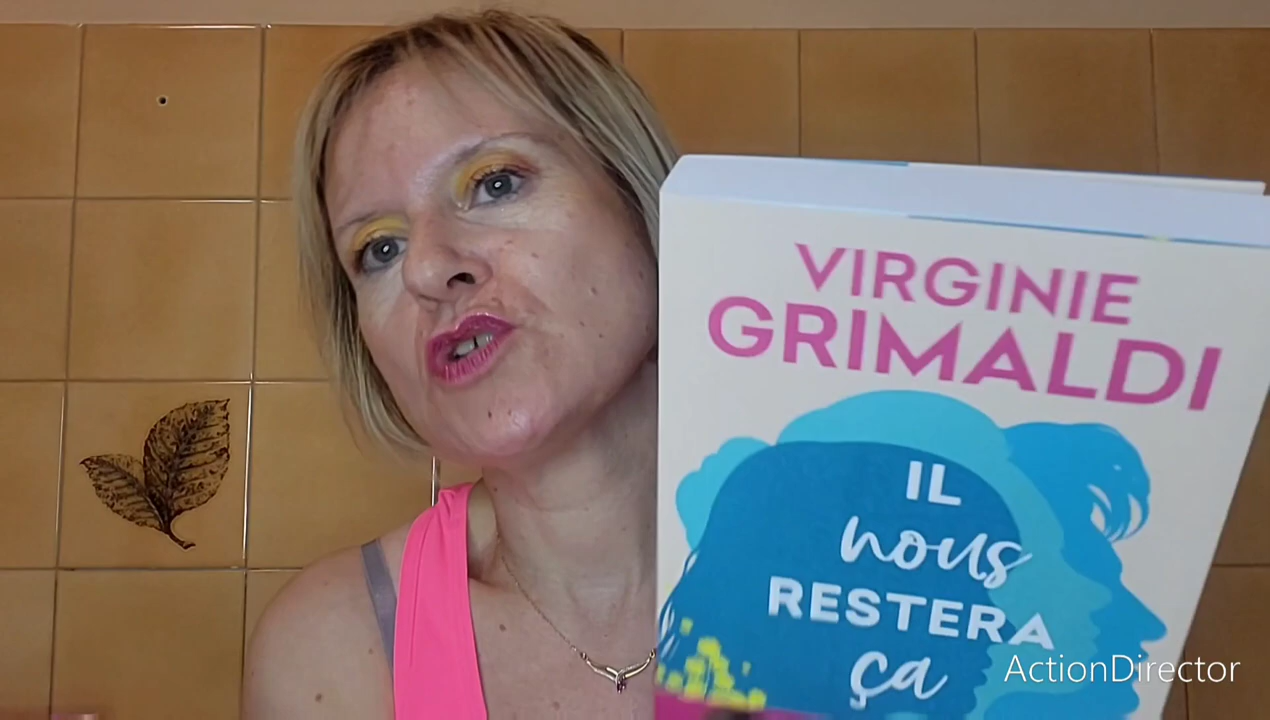 VIRGINIE
GRIMALDI
IL
nous
RESTERA
ça
ActionDirector